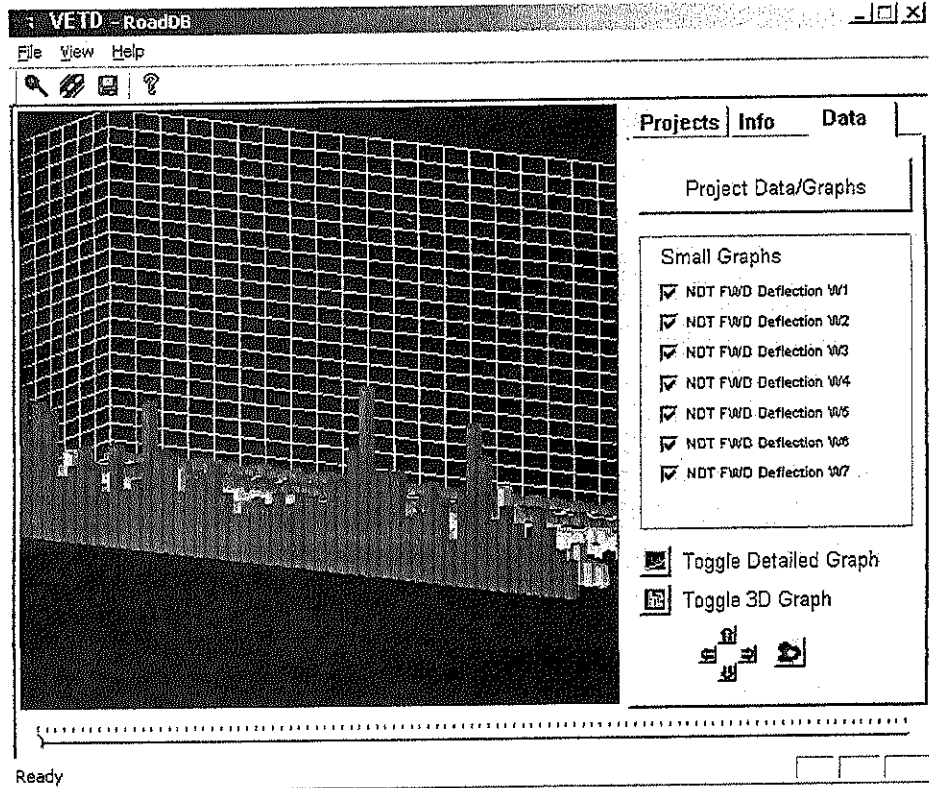 VETD - RoadDB
File View Help
Projects Info Data
Project Data/Graphs
Small Graphs
NDT FWD Deflection W1
NDT FWD Deflection W2
NDT FWD Deflection W3
NDT FWD Deflection W4
NDT FWD Deflection W5
NDT FWD Deflection W6
NDT FWD Deflection W7
Toggle Detailed Graph
Toggle 3D Graph
Ready